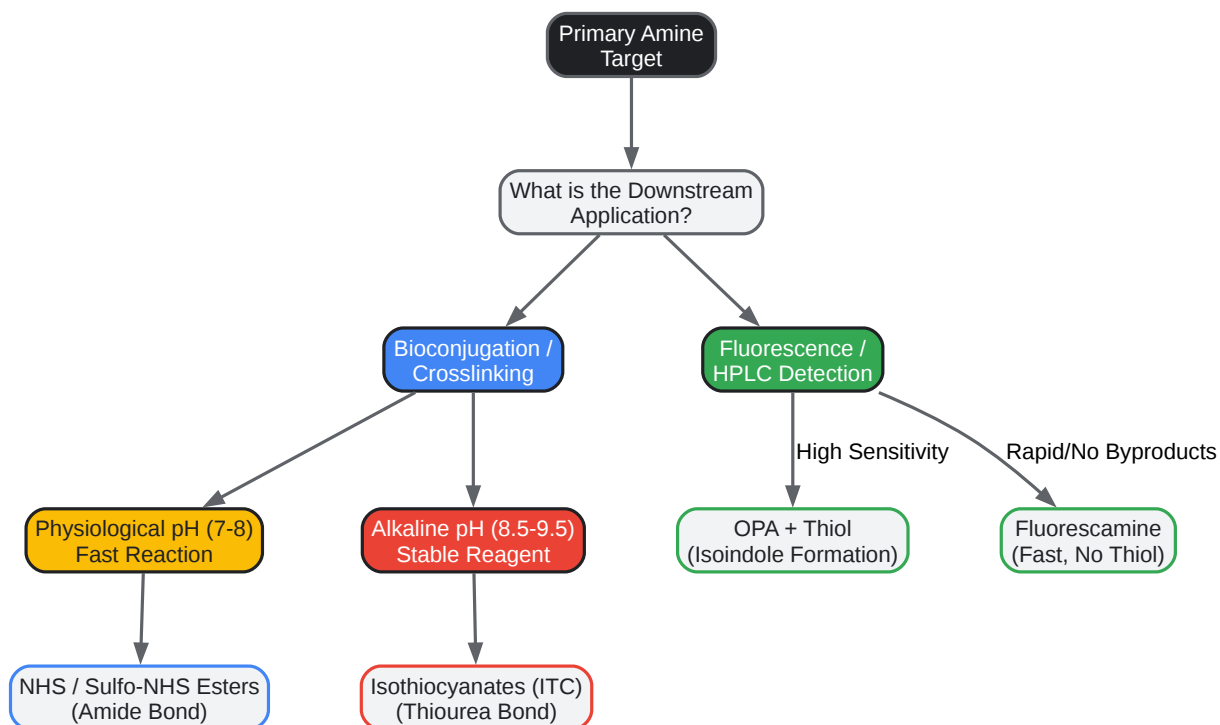 Primary Amine
Target
What is the Downstream
Application?
Bioconjugation /
Crosslinking
Fluorescence /
HPLC Detection
High Sensitivity
Rapid/No Byproducts
Physiological pH (7-8)
Fast Reaction
Alkaline pH (8.5-9.5)
Stable Reagent
OPA + Thiol
(Isoindole Formation)
Fluorescamine
(Fast, No Thiol)
NHS / Sulfo-NHS Esters
(Amide Bond)
Isothiocyanates (ITC)
(Thiourea Bond)